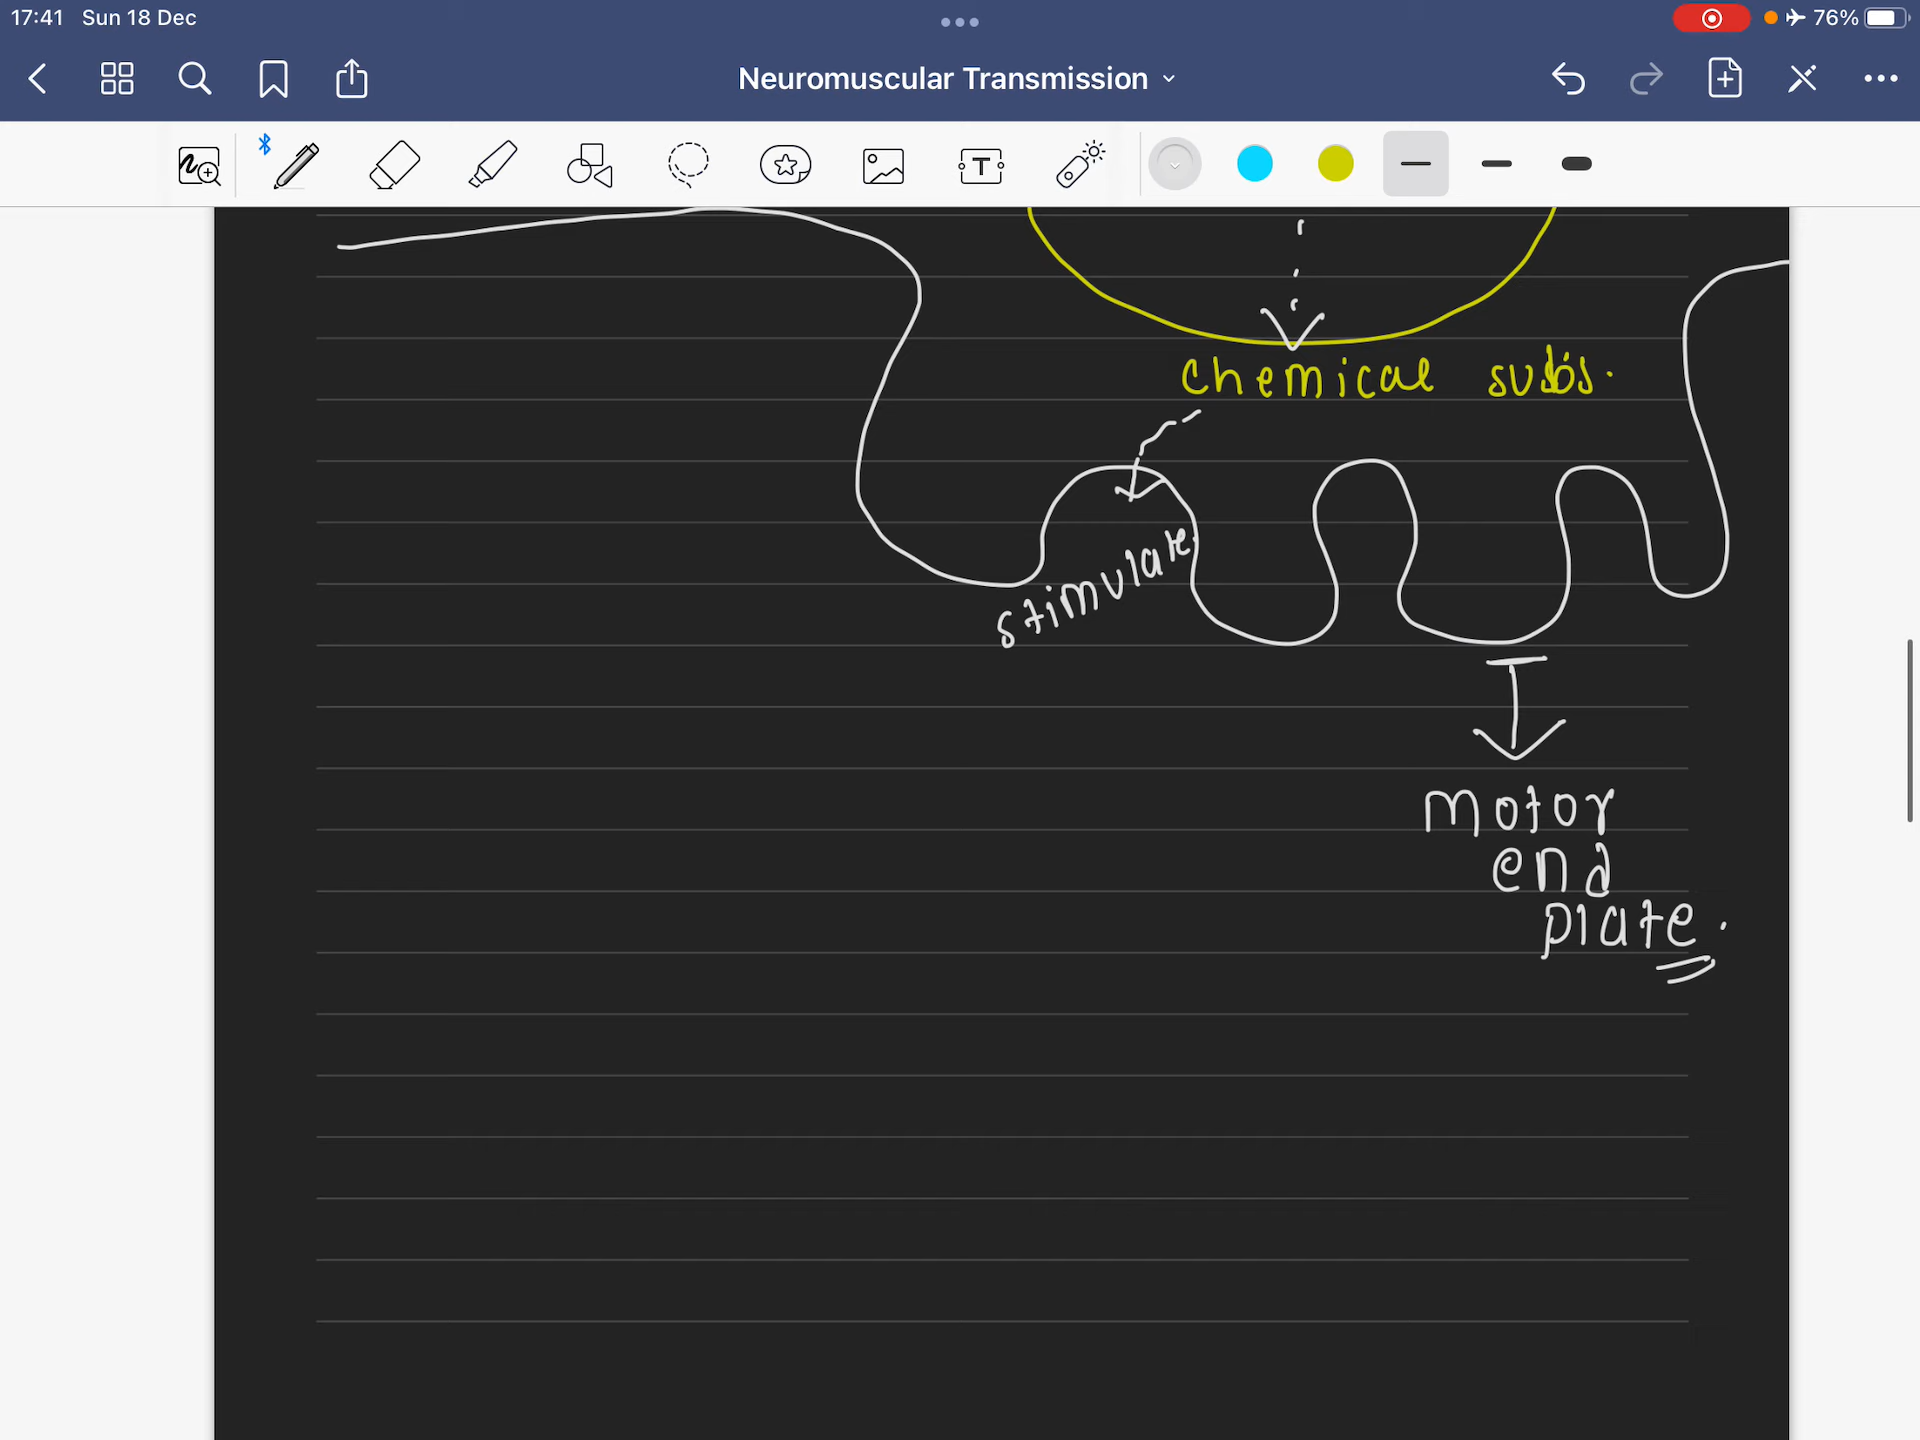 17:41 Sun 18 Dec
76%
Neuromuscular Transmission
T
chemical subs.
stimulate
motor
end
plate.